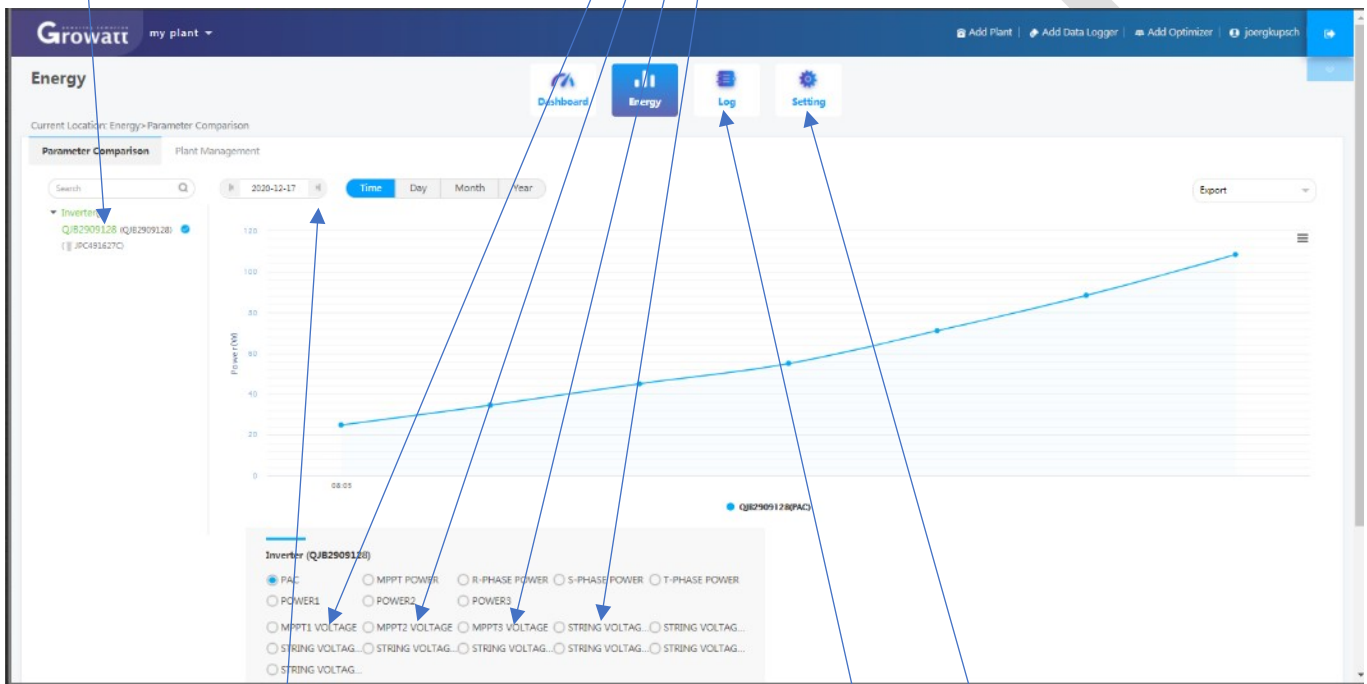 Growatt my plant
Add Plant | Add Data Logger | Add Optimizer | joergkupsch
Energy
Dashboard Energy Log Setting
Current Location: Energy>Parameter Comparison
Parameter Comparison Plant Management
Search 2020-12-17 Time Day Month Year Export
Inverter
QJB2909128 (QJB2909128)
( JPC491627C)
120
100
80
60
40
20
0
Power(W)
08:05
QJB2909128(PAC)
Inverter (QJB2909128)
PAC MPPT POWER R-PHASE POWER S-PHASE POWER T-PHASE POWER
POWER1 POWER2 POWER3
MPPT1 VOLTAGE MPPT2 VOLTAGE MPPT3 VOLTAGE STRING VOLTAG... STRING VOLTAG...
STRING VOLTAG... STRING VOLTAG... STRING VOLTAG... STRING VOLTAG... STRING VOLTAG...
STRING VOLTAG...